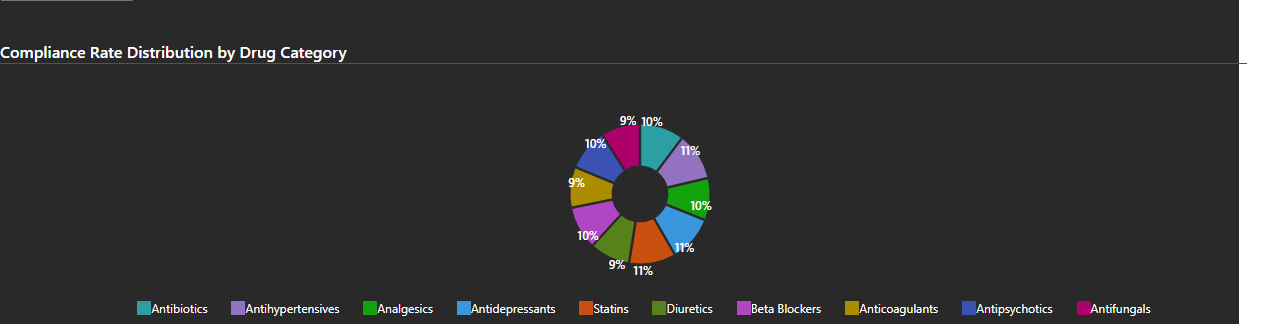 Compliance Rate Distribution by Drug Category
9% 10%
10% 11%
9% 10%
10% 11%
9% 11%
Antibiotics Antihypertensives Analgesics Antidepressants Statins Diuretics Beta Blockers Anticoagulants Antipsychotics Antifungals